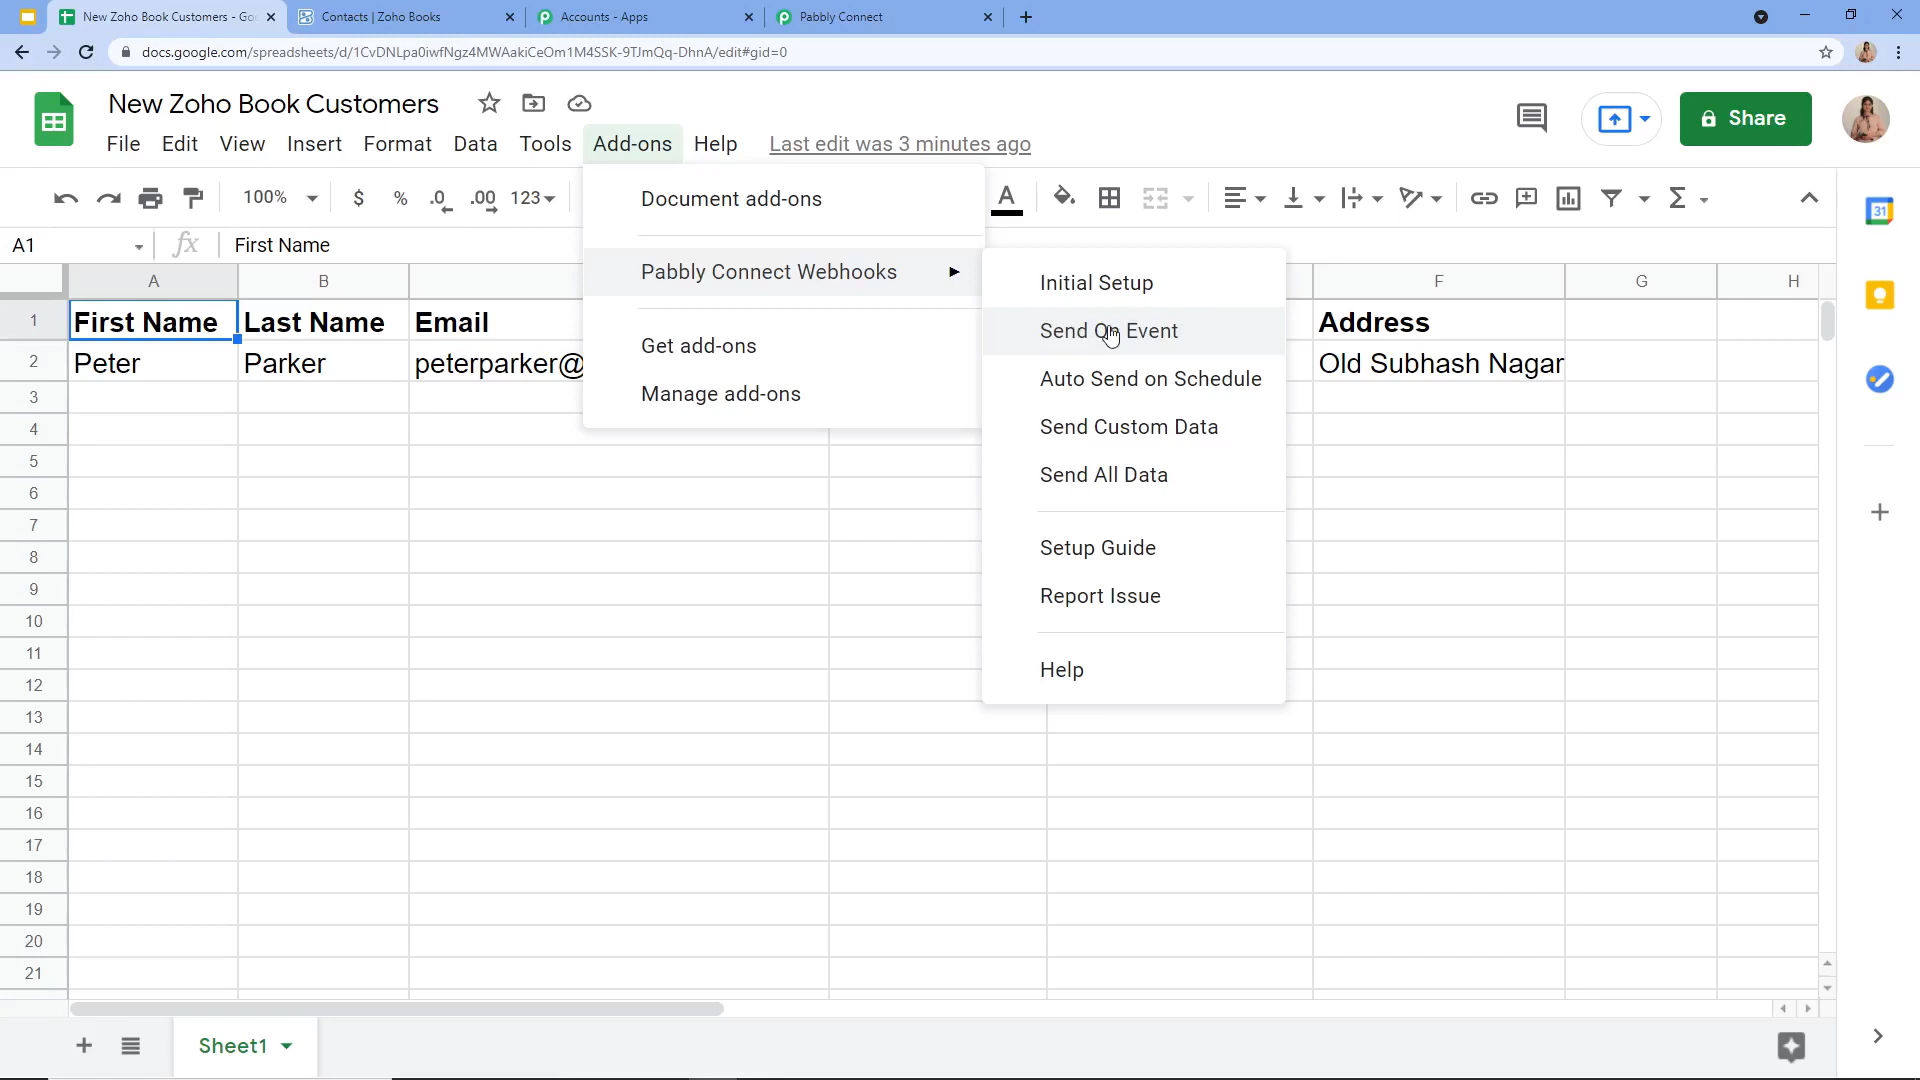 New Zoho Book Customers - Go
Contacts | Zoho Books
Accounts - Apps
Pabbly Connect
docs.google.com/spreadsheets/d/1CvDNLpa0iwfNgz4MWAakiCeOm1M4SSK-9TJmQq-DhnA/edit#gid=0
New Zoho Book Customers
File Edit View Insert Format Data Tools Add-ons Help Last edit was 3 minutes ago
Share
100% $ % .0 .00 123 A
31
A1 fx First Name
Document add-ons
Pabbly Connect Webhooks
Get add-ons
Manage add-ons
Initial Setup
Send On Event
Auto Send on Schedule
Send Custom Data
Send All Data
Setup Guide
Report Issue
Help
A B F G H
1 First Name Last Name Email Address
2 Peter Parker peterparker@ Old Subhash Nagar
3
4
5
6
7
8
9
10
11
12
13
14
15
16
17
18
19
20
21
Sheet1